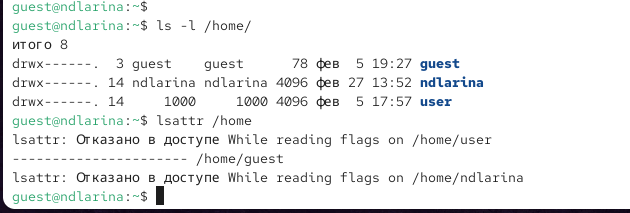 guest@ndlarina:~$
guest@ndlarina:~$ ls -l /home/
итого 8
drwx------.  3 guest    guest      78 фев  5 19:27 guest
drwx------. 14 ndlarina ndlarina 4096 фев 27 13:52 ndlarina
drwx------. 14     1000     1000 4096 фев  5 17:57 user
guest@ndlarina:~$ lsattr /home
lsattr: Отказано в доступе While reading flags on /home/user
---------------------- /home/guest
lsattr: Отказано в доступе While reading flags on /home/ndlarina
guest@ndlarina:~$